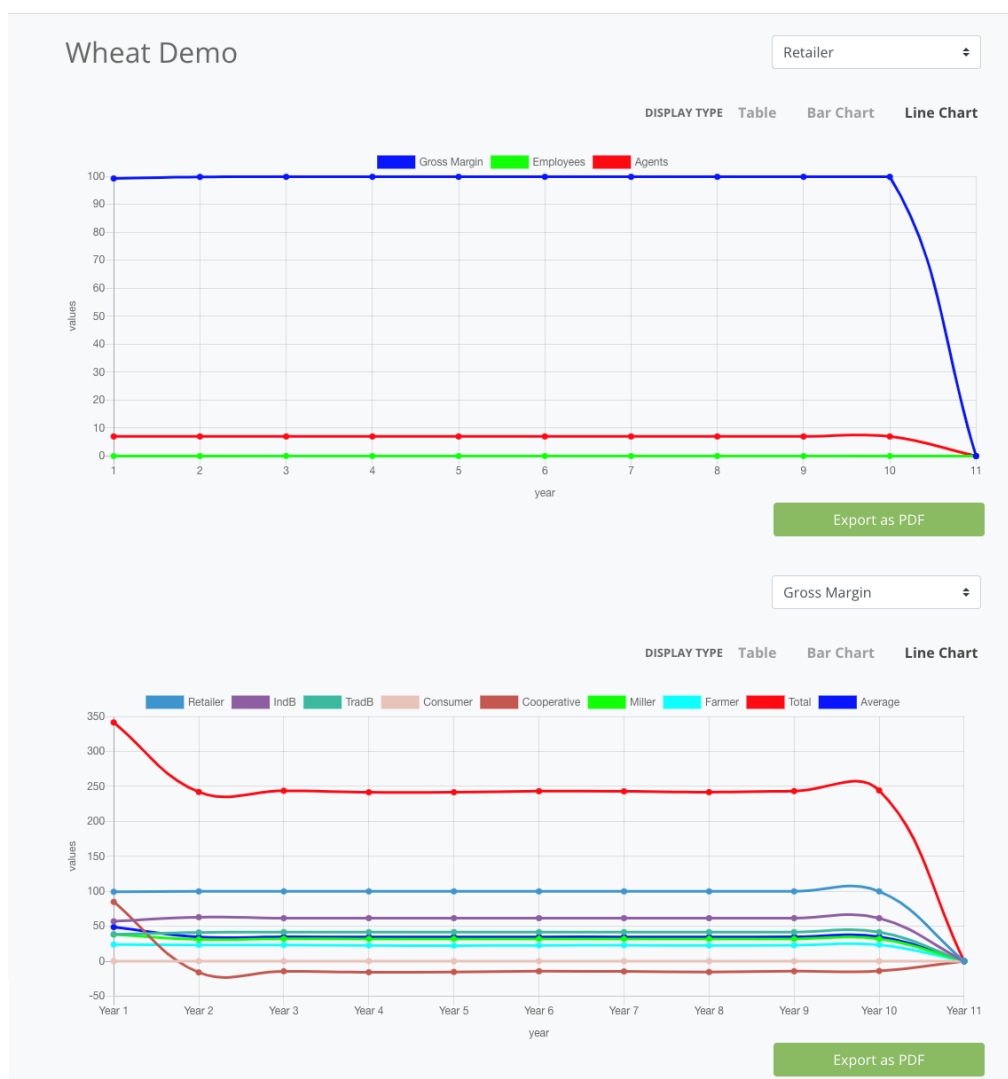 Wheat Demo
Retailer
DISPLAY TYPE Table Bar Chart Line Chart
Gross Margin Employees Agents
100
90
80
70
60
50
40
30
20
10
0
values
1 2 3 4 5 6 7 8 9 10 11
year
Export as PDF
Gross Margin
DISPLAY TYPE Table Bar Chart Line Chart
Retailer IndB TradB Consumer Cooperative Miller Farmer Total Average
350
300
250
200
150
100
50
0
-50
values
Year 1 Year 2 Year 3 Year 4 Year 5 Year 6 Year 7 Year 8 Year 9 Year 10 Year 11
year
Export as PDF